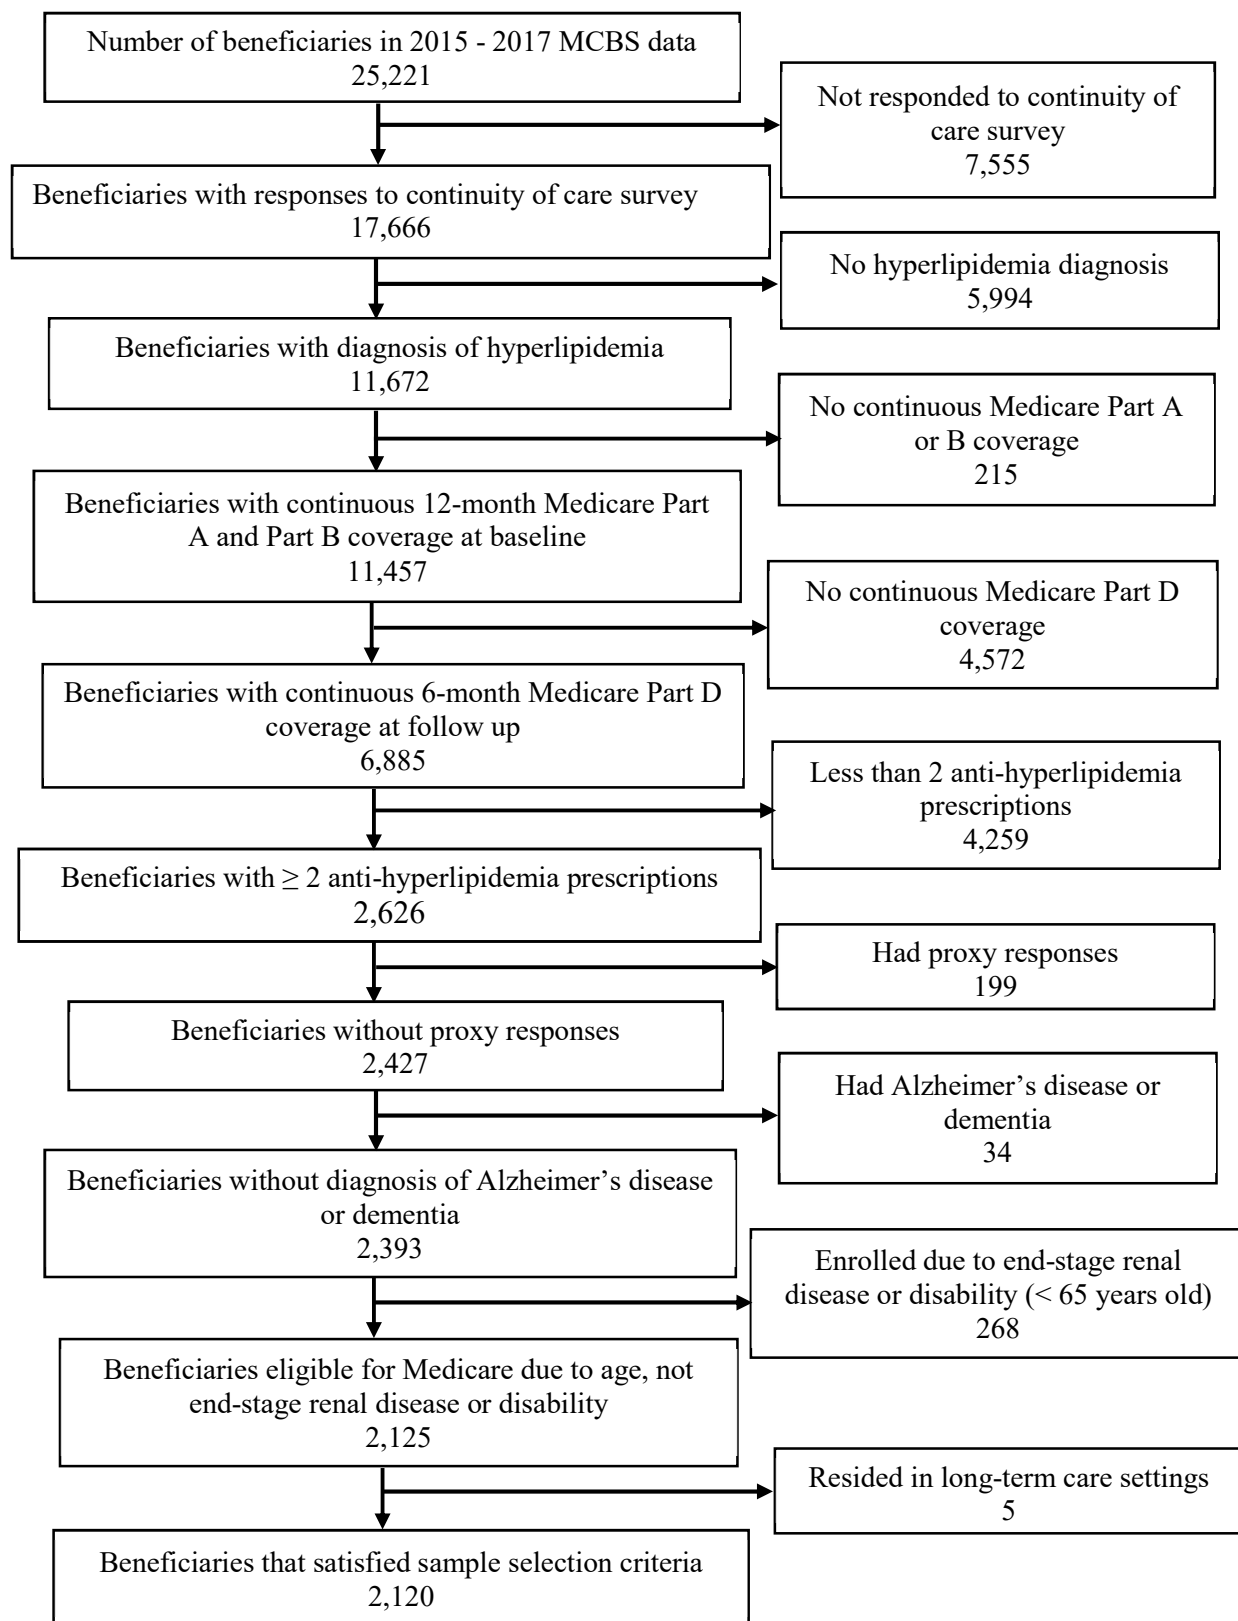 Number of beneficiaries in 2015 - 2017 MCBS data
25,221
Not responded to continuity of
care survey
7,555
Beneficiaries with responses to continuity of care survey
17,666
No hyperlipidemia diagnosis
5,994
Beneficiaries with diagnosis of hyperlipidemia
11,672
No continuous Medicare Part A
or B coverage
215
Beneficiaries with continuous 12-month Medicare Part
A and Part B coverage at baseline
11,457
No continuous Medicare Part D
coverage
4,572
Beneficiaries with continuous 6-month Medicare Part D
coverage at follow up
6,885
Less than 2 anti-hyperlipidemia
prescriptions
4,259
Beneficiaries with ≥ 2 anti-hyperlipidemia prescriptions
2,626
Had proxy responses
199
Beneficiaries without proxy responses
2,427
Had Alzheimer’s disease or
dementia
34
Beneficiaries without diagnosis of Alzheimer’s disease
or dementia
2,393
Enrolled due to end-stage renal
disease or disability (< 65 years old)
268
Beneficiaries eligible for Medicare due to age, not
end-stage renal disease or disability
2,125
Resided in long-term care settings
5
Beneficiaries that satisfied sample selection criteria
2,120